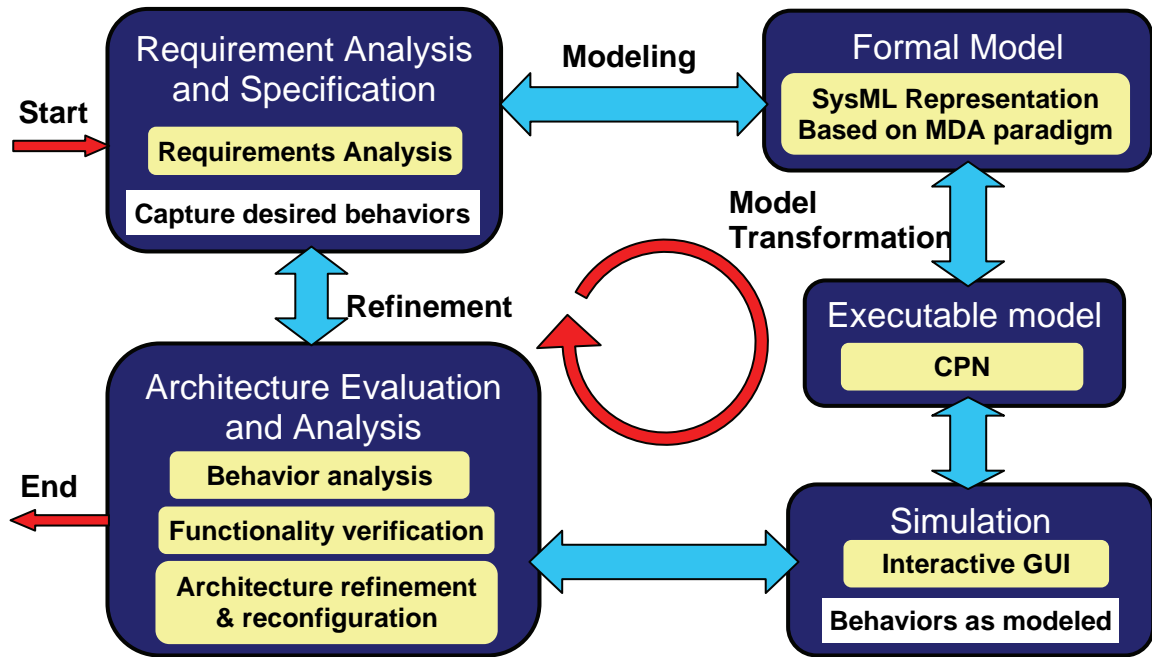 Start
Requirement Analysis
and Specification
Requirements Analysis
Capture desired behaviors
Modeling
Formal Model
SysML Representation
Based on MDA paradigm
Model
Transformation
Executable model
CPN
Simulation
Interactive GUI
Behaviors as modeled
Refinement
Architecture Evaluation
and Analysis
Behavior analysis
Functionality verification
Architecture refinement
& reconfiguration
End